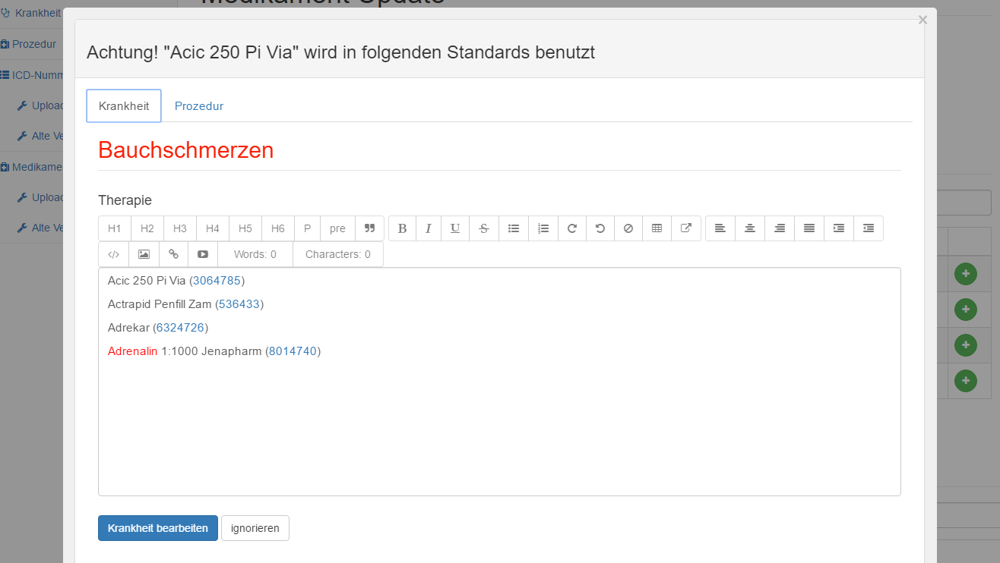 Medikament Update
Krankheit
Prozedur
ICD-Numm
Upload
Alte Ve
Medikame
Upload
Alte Ve
×
Achtung! "Acic 250 Pi Via" wird in folgenden Standards benutzt
Krankheit Prozedur
Bauchschmerzen
Therapie
H1 H2 H3 H4 H5 H6 P pre B I U S
Words: 0 Characters: 0
Acic 250 Pi Via (3064785)
Actrapid Penfill Zam (536433)
Adrekar (6324726)
Adrenalin 1:1000 Jenapharm (8014740)
Krankheit bearbeiten ignorieren